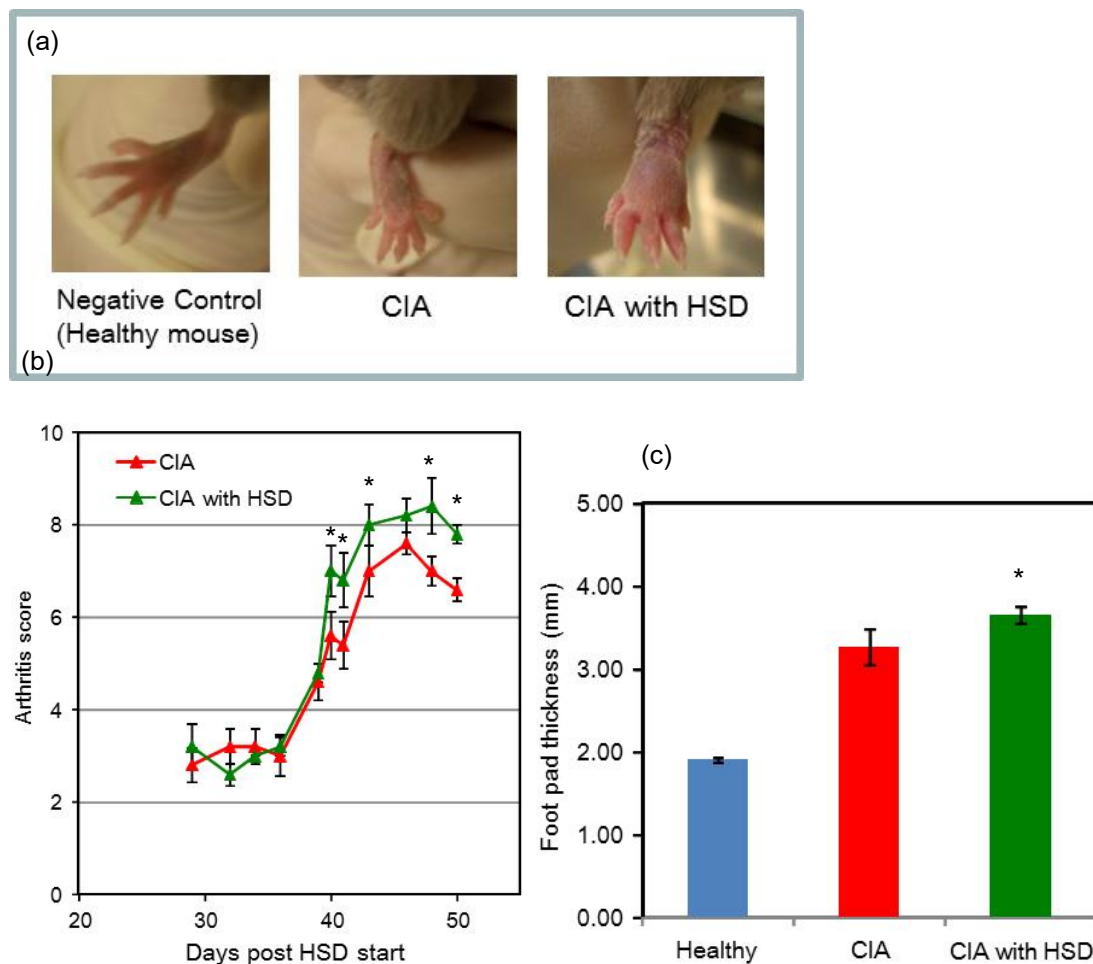 (a)
Negative Control
(Healthy mouse)
CIA
CIA with HSD
(b)
10
8
6
4
2
0
20
30
40
50
Arthritis score
Days post HSD start
CIA
CIA with HSD
*
*
*
*
*
(c)
5.00
4.00
3.00
2.00
1.00
0.00
Foot pad thickness (mm)
*
Healthy
CIA
CIA with HSD